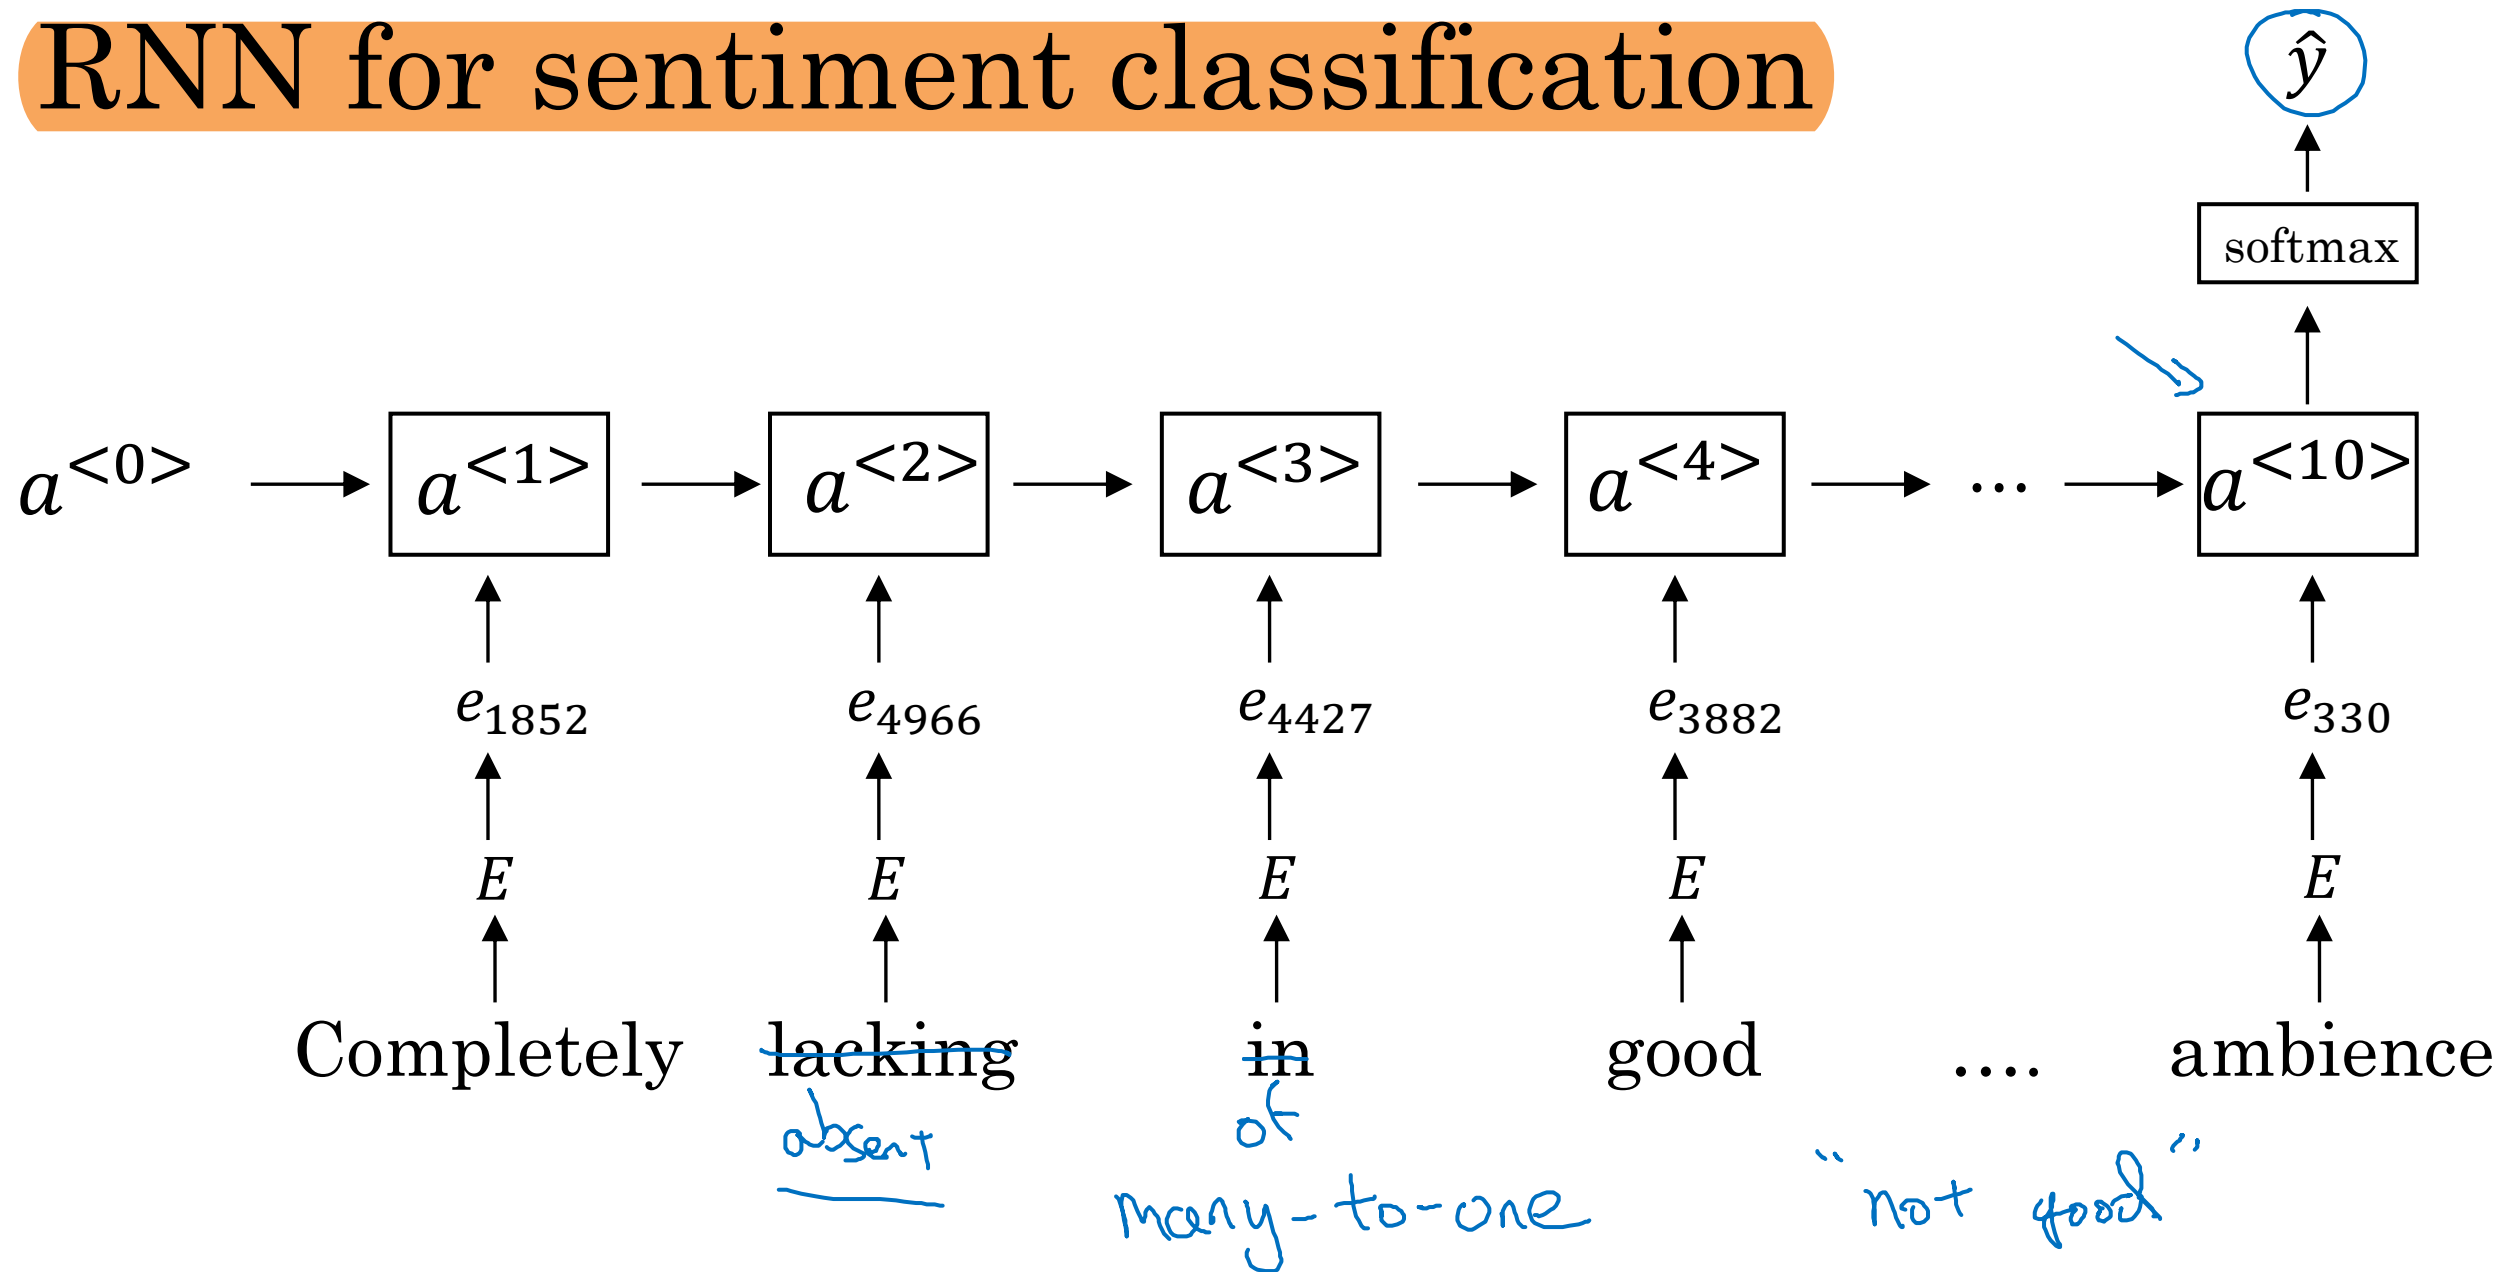 RNN for sentiment classification
ŷ
softmax
a<0> a<1> a<2> a<3> a<4> ... a<10>
e1852 e4966 e4427 e3882 e330
E E E E E
Completely lacking in good .... ambience
absent of
many-to-one "not good"